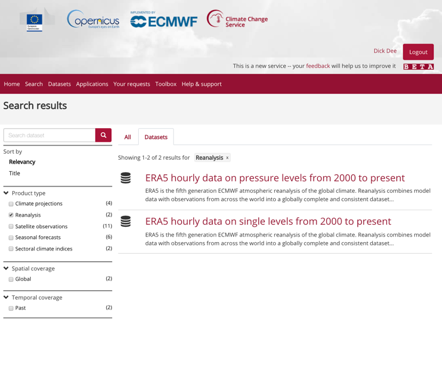 Copernicus
IMPLEMENTED BY
ECMWF
Climate Change
Service
Dick Dee
Logout
This is a new service -- your feedback will help us to improve it
BETA
Home Search Datasets Applications Your requests Toolbox Help & support
Search results
Search dataset
All Datasets
Sort by
Relevancy
Title
Showing 1-2 of 2 results for Reanalysis ×
ERA5 hourly data on pressure levels from 2000 to present
ERA5 is the fifth generation ECMWF atmospheric reanalysis of the global climate. Reanalysis combines model
data with observations from across the world into a globally complete and consistent dataset...
Product type
Climate projections (4)
Reanalysis (2)
Satellite observations (11)
Seasonal forecasts (6)
Sectoral climate indices (2)
ERA5 hourly data on single levels from 2000 to present
ERA5 is the fifth generation ECMWF atmospheric reanalysis of the global climate. Reanalysis combines model
data with observations from across the world into a globally complete and consistent dataset...
Spatial coverage
Global (2)
Temporal coverage
Past (2)